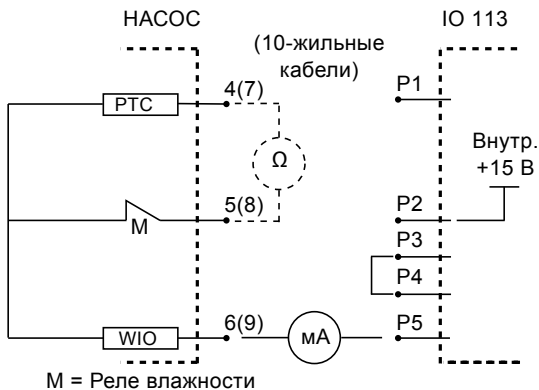 НАСОС
IO 113
(10-жильные
кабели)
4(7)
P1
PTC
Внутр.
+15 В
Ω
5(8)
P2
M
P3
P4
6(9)
P5
WIO
мА
M = Реле влажности